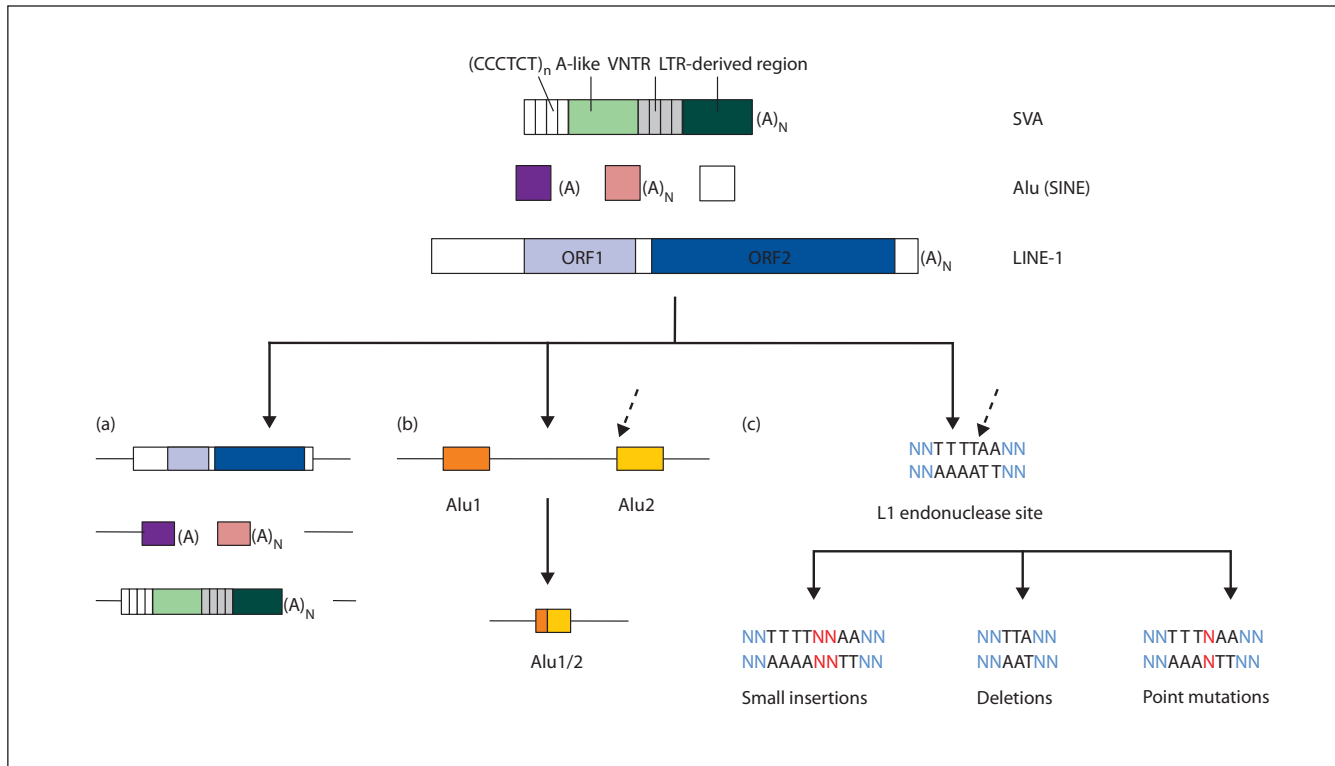 (CCCTCT)n A-like VNTR LTR-derived region
(A)N SVA
(A) (A)N Alu (SINE)
ORF1 ORF2 (A)N LINE-1
(a) (b) (c)
NNTTTTAANN
NNAAAATTNN
Alu1 Alu2
L1 endonuclease site
(A) (A)N
(A)N
Alu1/2
NNTTTTNNAANN NNTTANN NNTTTNAANN
NNAAAANNTTNN NNAATNN NNAAANTTNN
Small insertions Deletions Point mutations